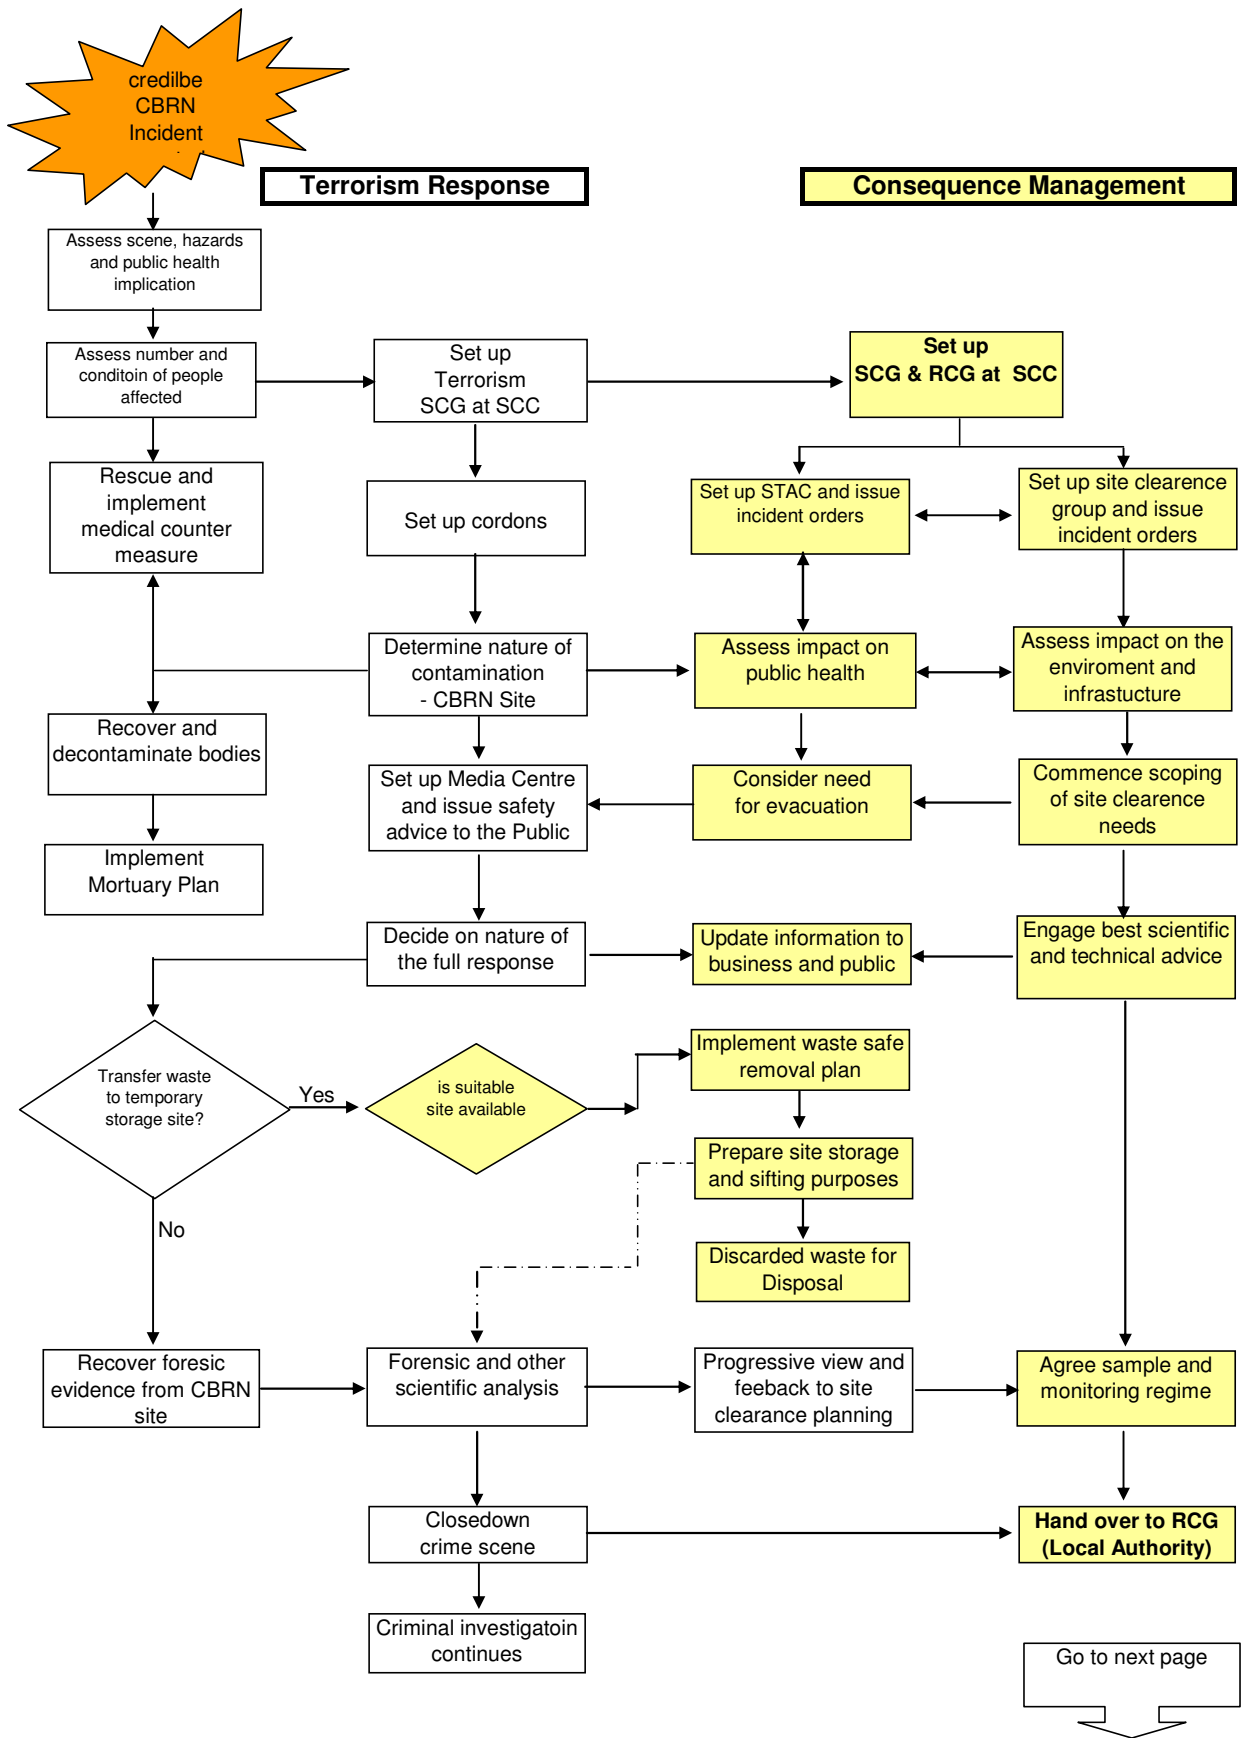 credilbe
CBRN
Incident
Terrorism Response
Consequence Management
Assess scene, hazards
and public health
implication
Assess number and
conditoin of people
affected
Set up
Terrorism
SCG at SCC
Set up
SCG & RCG at SCC
Rescue and
implement
medical counter
measure
Set up cordons
Set up STAC and issue
incident orders
Set up site clearence
group and issue
incident orders
Determine nature of
contamination
- CBRN Site
Assess impact on
public health
Assess impact on the
enviroment and
infrastucture
Recover and
decontaminate bodies
Set up Media Centre
and issue safety
advice to the Public
Consider need
for evacuation
Commence scoping
of site clearence
needs
Implement
Mortuary Plan
Decide on nature of
the full response
Update information to
business and public
Engage best scientific
and technical advice
Transfer waste
to temporary
storage site?
Yes
is suitable
site available
Implement waste safe
removal plan
Prepare site storage
and sifting purposes
No
Discarded waste for
Disposal
Recover foresic
evidence from CBRN
site
Forensic and other
scientific analysis
Progressive view and
feeback to site
clearance planning
Agree sample and
monitoring regime
Closedown
crime scene
Hand over to RCG
(Local Authority)
Criminal investigatoin
continues
Go to next page